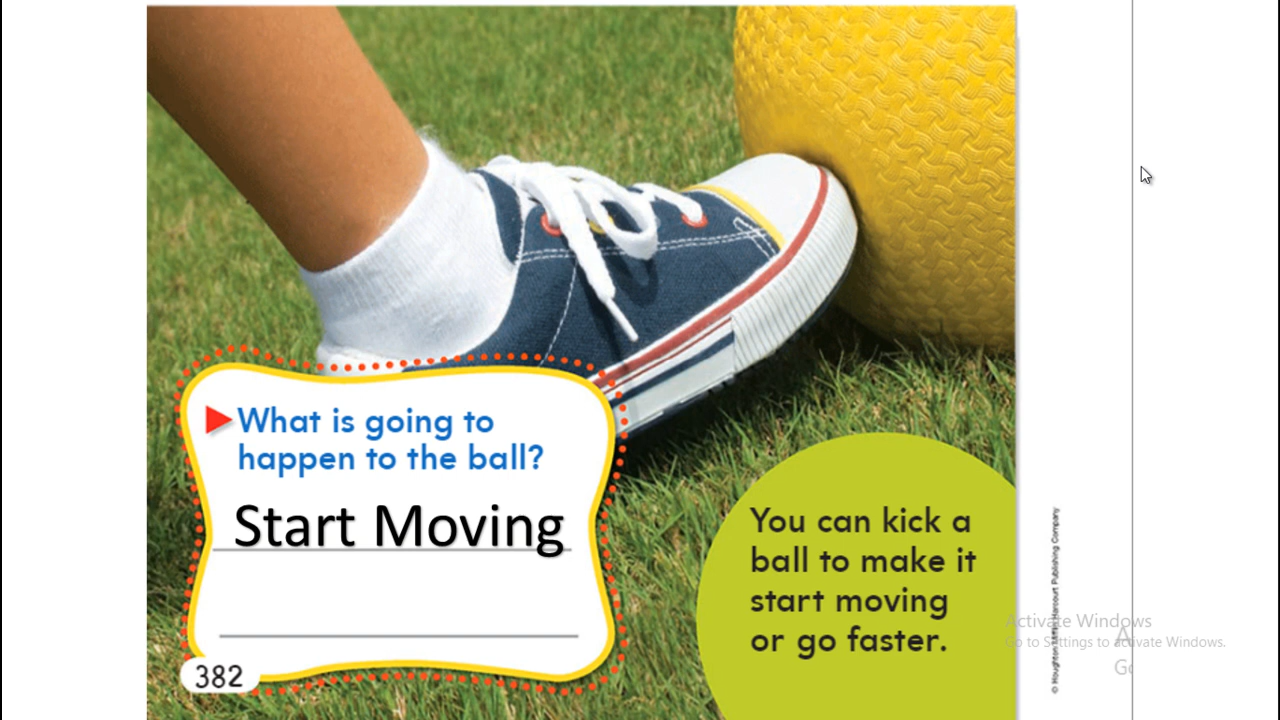 What is going to
happen to the ball?
Start Moving
382
You can kick a
ball to make it
start moving
or go faster.
© Houghton Mifflin Harcourt Publishing Company
Activate Windows
Go to Settings to activate Windows.
A
Go